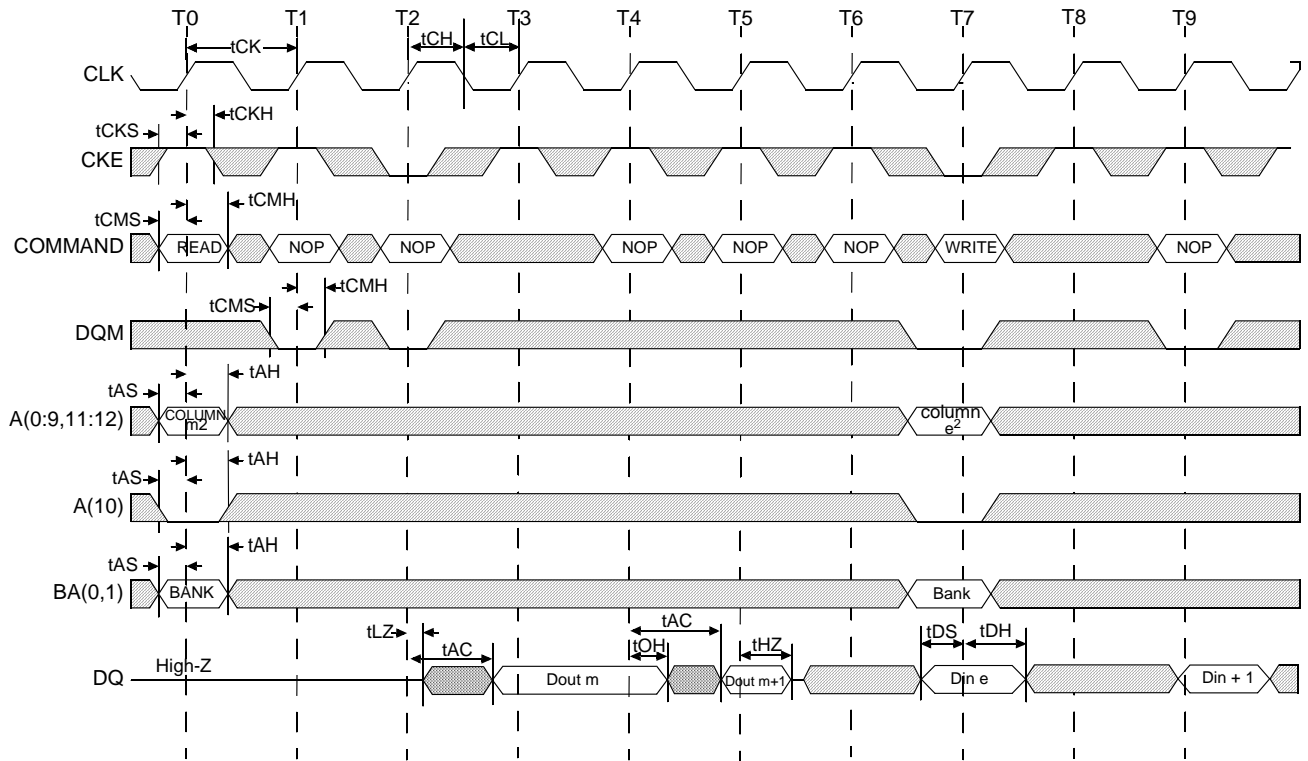 T0 T1 T2 T3 T4 T5 T6 T7 T8 T9
tCK tCH tCL
CLK
tCKH
tCKS
CKE
tCMH
tCMS
COMMAND READ NOP NOP NOP NOP NOP WRITE NOP
tCMH
tCMS
DQM
tAH
tAS
A(0:9,11:12) COLUMN m2 column e2
tAH
tAS
A(10)
tAH
tAS
BA(0,1) BANK Bank
tLZ tAC tAC tOH tHZ tDS tDH
High-Z
DQ Dout m Dout m+1 Din e Din + 1